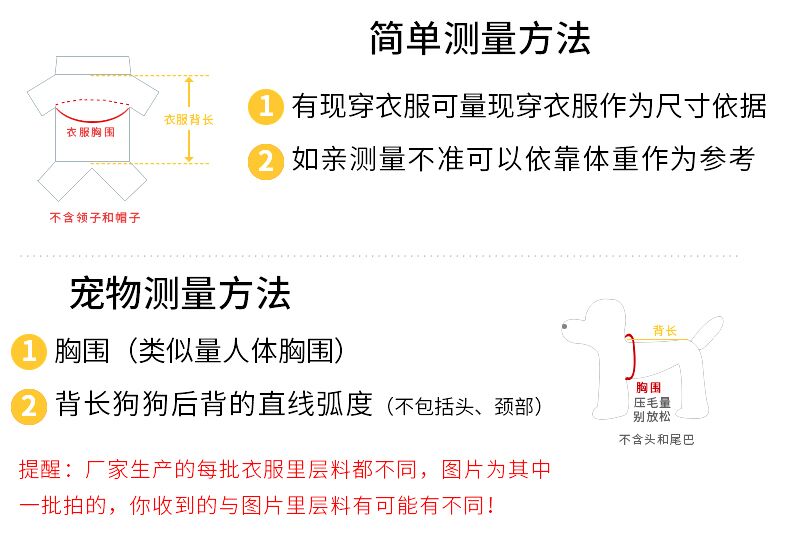 简单测量方法
1 有现穿衣服可量现穿衣服作为尺寸依据
2 如亲测量不准可以依靠体重作为参考
衣服背长
衣服胸围
不含领子和帽子
宠物测量方法
1 胸围（类似量人体胸围）
2 背长狗狗后背的直线弧度（不包括头、颈部）
背长
胸围
压毛量
别放松
不含头和尾巴
提醒：厂家生产的每批衣服里层料都不同，图片为其中
一批拍的，你收到的与图片里层料有可能有不同！